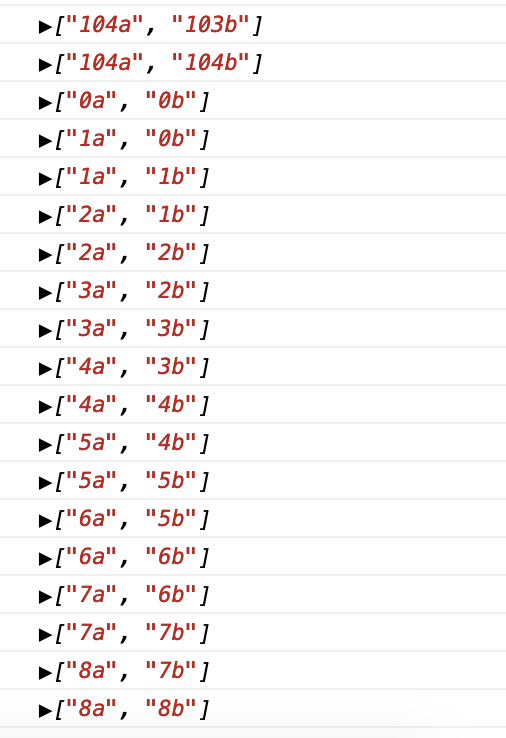 ▶["104a", "103b"]
▶["104a", "104b"]
▶["0a", "0b"]
▶["1a", "0b"]
▶["1a", "1b"]
▶["2a", "1b"]
▶["2a", "2b"]
▶["3a", "2b"]
▶["3a", "3b"]
▶["4a", "3b"]
▶["4a", "4b"]
▶["5a", "4b"]
▶["5a", "5b"]
▶["6a", "5b"]
▶["6a", "6b"]
▶["7a", "6b"]
▶["7a", "7b"]
▶["8a", "7b"]
▶["8a", "8b"]